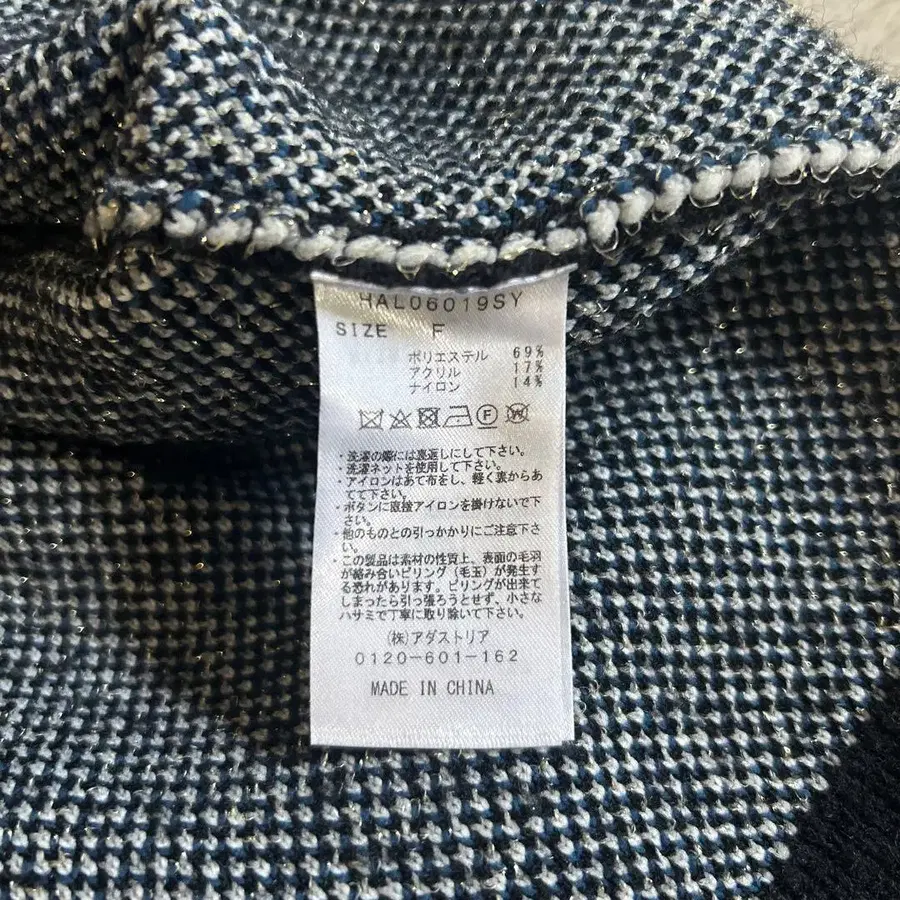 HAL06019SY
SIZE F
ポリエステル 69%
アクリル 17%
ナイロン 14%
F W
・洗濯の際には裏返しにして下さい。
・洗濯ネットを使用して下さい。
・アイロンはあて布をし、軽く裏からあ
てて下さい。
・ボタンに直接アイロンを掛けないで下
さい。
・他のものとの引っかかりにご注意下さ
い。
・この製品は素材の性質上、表面の毛羽
が絡み合いピリング(毛玉)が発生す
る恐れがあります。ピリングが出来て
しまったら引っ張ろうとせず、小さな
ハサミで丁寧に取り除いて下さい。
(株)アダストリア
0120-601-162
MADE IN CHINA